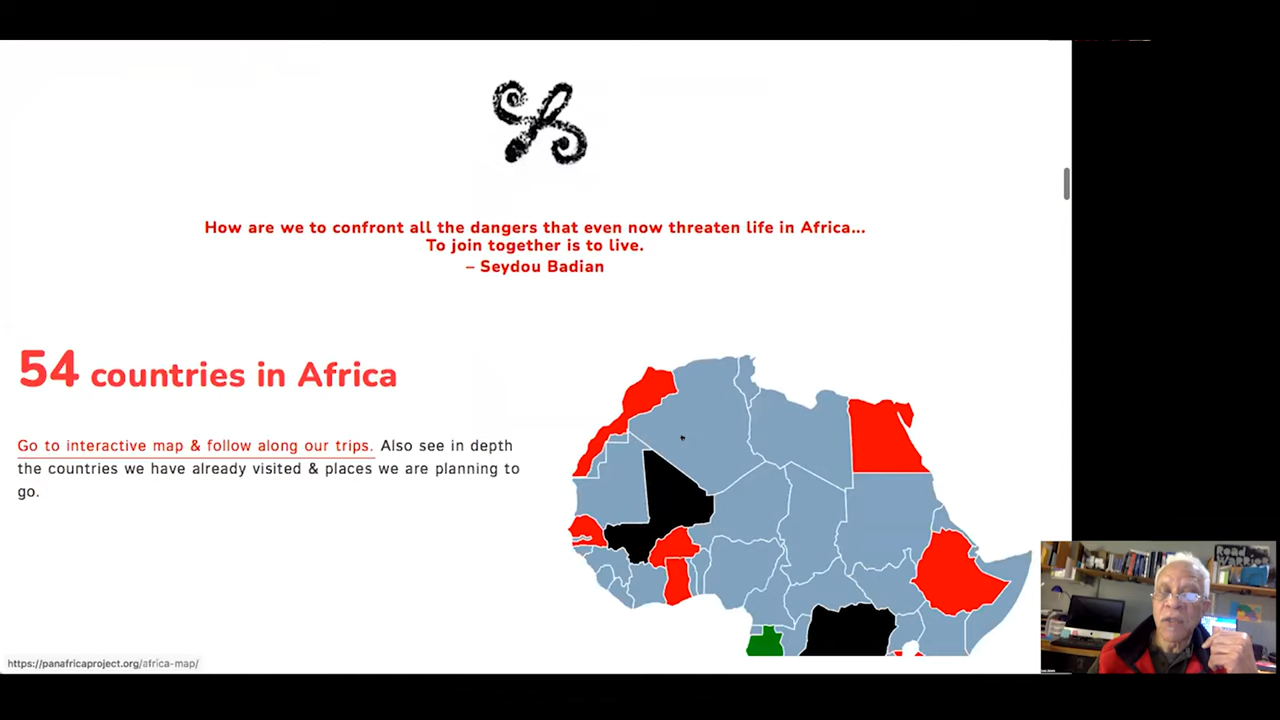 How are we to confront all the dangers that even now threaten life in Africa...
To join together is to live.
– Seydou Badian
54 countries in Africa
Go to interactive map & follow along our trips. Also see in depth
the countries we have already visited & places we are planning to
go.
https://panafricaproject.org/africa-map/
Road
WARRIOR